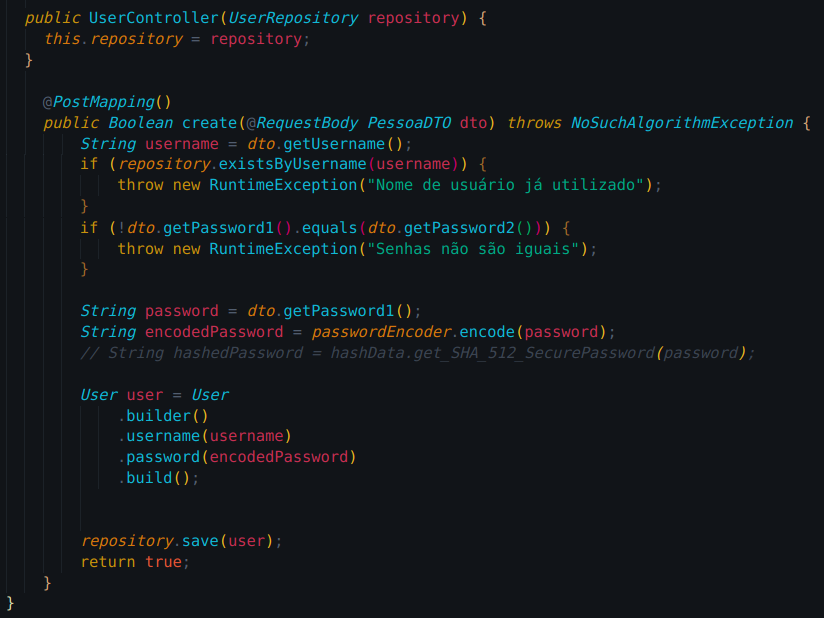 public UserController(UserRepository repository) {
this.repository = repository;
}
@PostMapping()
public Boolean create(@RequestBody PessoaDTO dto) throws NoSuchAlgorithmException {
String username = dto.getUsername();
if (repository.existsByUsername(username)) {
throw new RuntimeException("Nome de usuário já utilizado");
}
if (!dto.getPassword1().equals(dto.getPassword2())) {
throw new RuntimeException("Senhas não são iguais");
}
String password = dto.getPassword1();
String encodedPassword = passwordEncoder.encode(password);
// String hashedPassword = hashData.get_SHA_512_SecurePassword(password);
User user = User
.builder()
.username(username)
.password(encodedPassword)
.build();
repository.save(user);
return true;
}
}